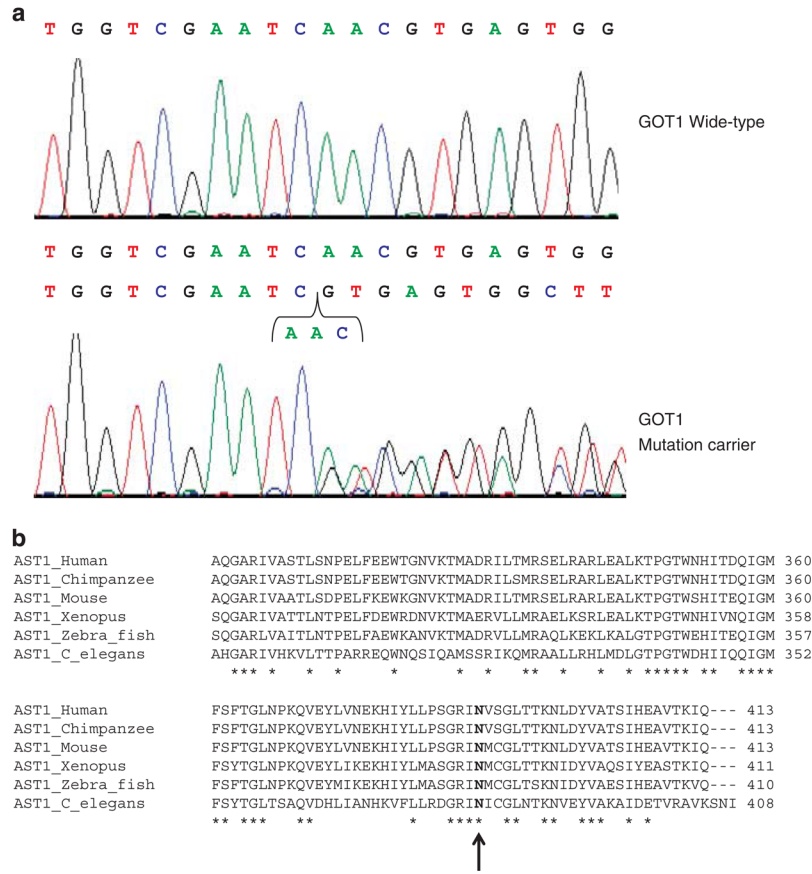 a
T G G T C G A A T C A A C G T G A G T G G
GOT1 Wide-type
T G G T C G A A T C A A C G T G A G T G G
T G G T C G A A T C G T G A G T G G C T T
A A C
GOT1
Mutation carrier
b
AST1_Human AQGARIVASTLSNPELFEEWTGNVKTMADRILTMRSELRARLEALKTPGTWNHITDQIGM 360
AST1_Chimpanzee AQGARIVASTLSNPELFEEWTGNVKTMADRILSMRSELRARLEALKTPGTWNHITDQIGM 360
AST1_Mouse AQGARIVAATLSDPELFKEWKGNVKTMADRILTMRSELRARLEALKTPGTWSHITEQIGM 360
AST1_Xenopus SQGARIVATTLNTPELFDEWRDNVKTMAERVLLMRAELKSRLEALKTPGTWNHIVNQIGM 358
AST1_Zebra_fish SQGARLVAITLNTPELFAEWKANVKTMADRVLLMRAQLKEKLKALGTPGTWEHITEQIGM 357
AST1_C_elegans AHGARIVHKVLTTPARREQWNQSIQAMSSRIKQMRAALLRHLMDLGTPGTWDHIIQQIGM 352
*** * * * * * * * * ***** ** ****
AST1_Human FSFTGLNPKQVEYLVNEKHIYLLPSGRINVSGLTTKNLDYVATSIHEAVTKIQ--- 413
AST1_Chimpanzee FSFTGLNPKQVEYLVNEKHIYLLPSGRINVSGLTTKNLDYVATSIHEAVTKIQ--- 413
AST1_Mouse FSFTGLNPKQVEYLVNEKHIYLLPSGRINMCGLTTKNLDYVATSIHEAVTKIQ--- 413
AST1_Xenopus FSYTGLNPKQVEYLIKEKHIYLMASGRINMCGLTTKNLDYVAQSIYEASTKIQ--- 411
AST1_Zebra_fish FSFTGLNPKQVEYMIKEKHIYLMASGRINMCGLTSKNIDYVAESIHEAVTKVQ--- 410
AST1_C_elegans FSYTGLTSAQVDHLIANHKVFLLRDGRINICGLNTKNVEYVAKAIDETVRAVKSNI 408
** *** ** * **** ** ** *** * *